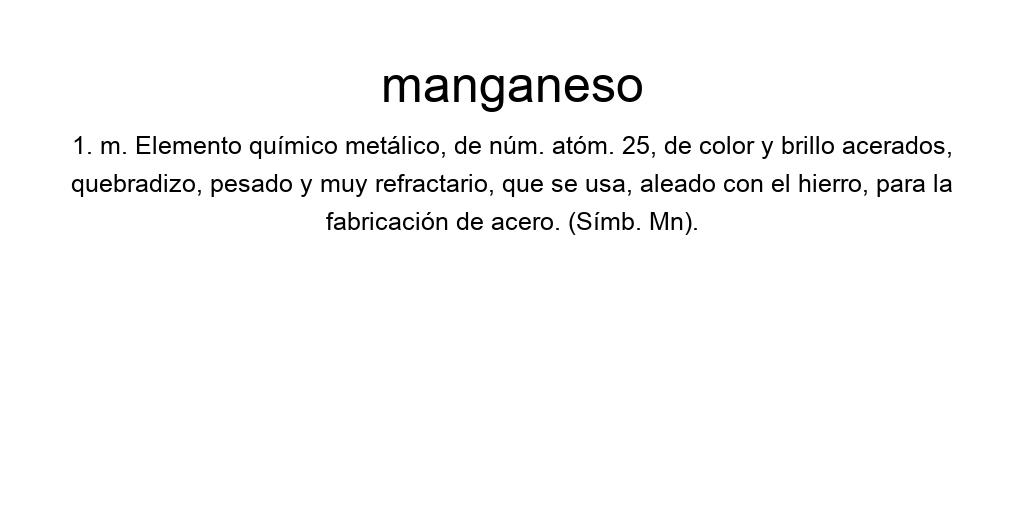 manganeso
1. m. Elemento químico metálico, de núm. atóm. 25, de color y brillo acerados,
quebradizo, pesado y muy refractario, que se usa, aleado con el hierro, para la
fabricación de acero. (Símb. Mn).